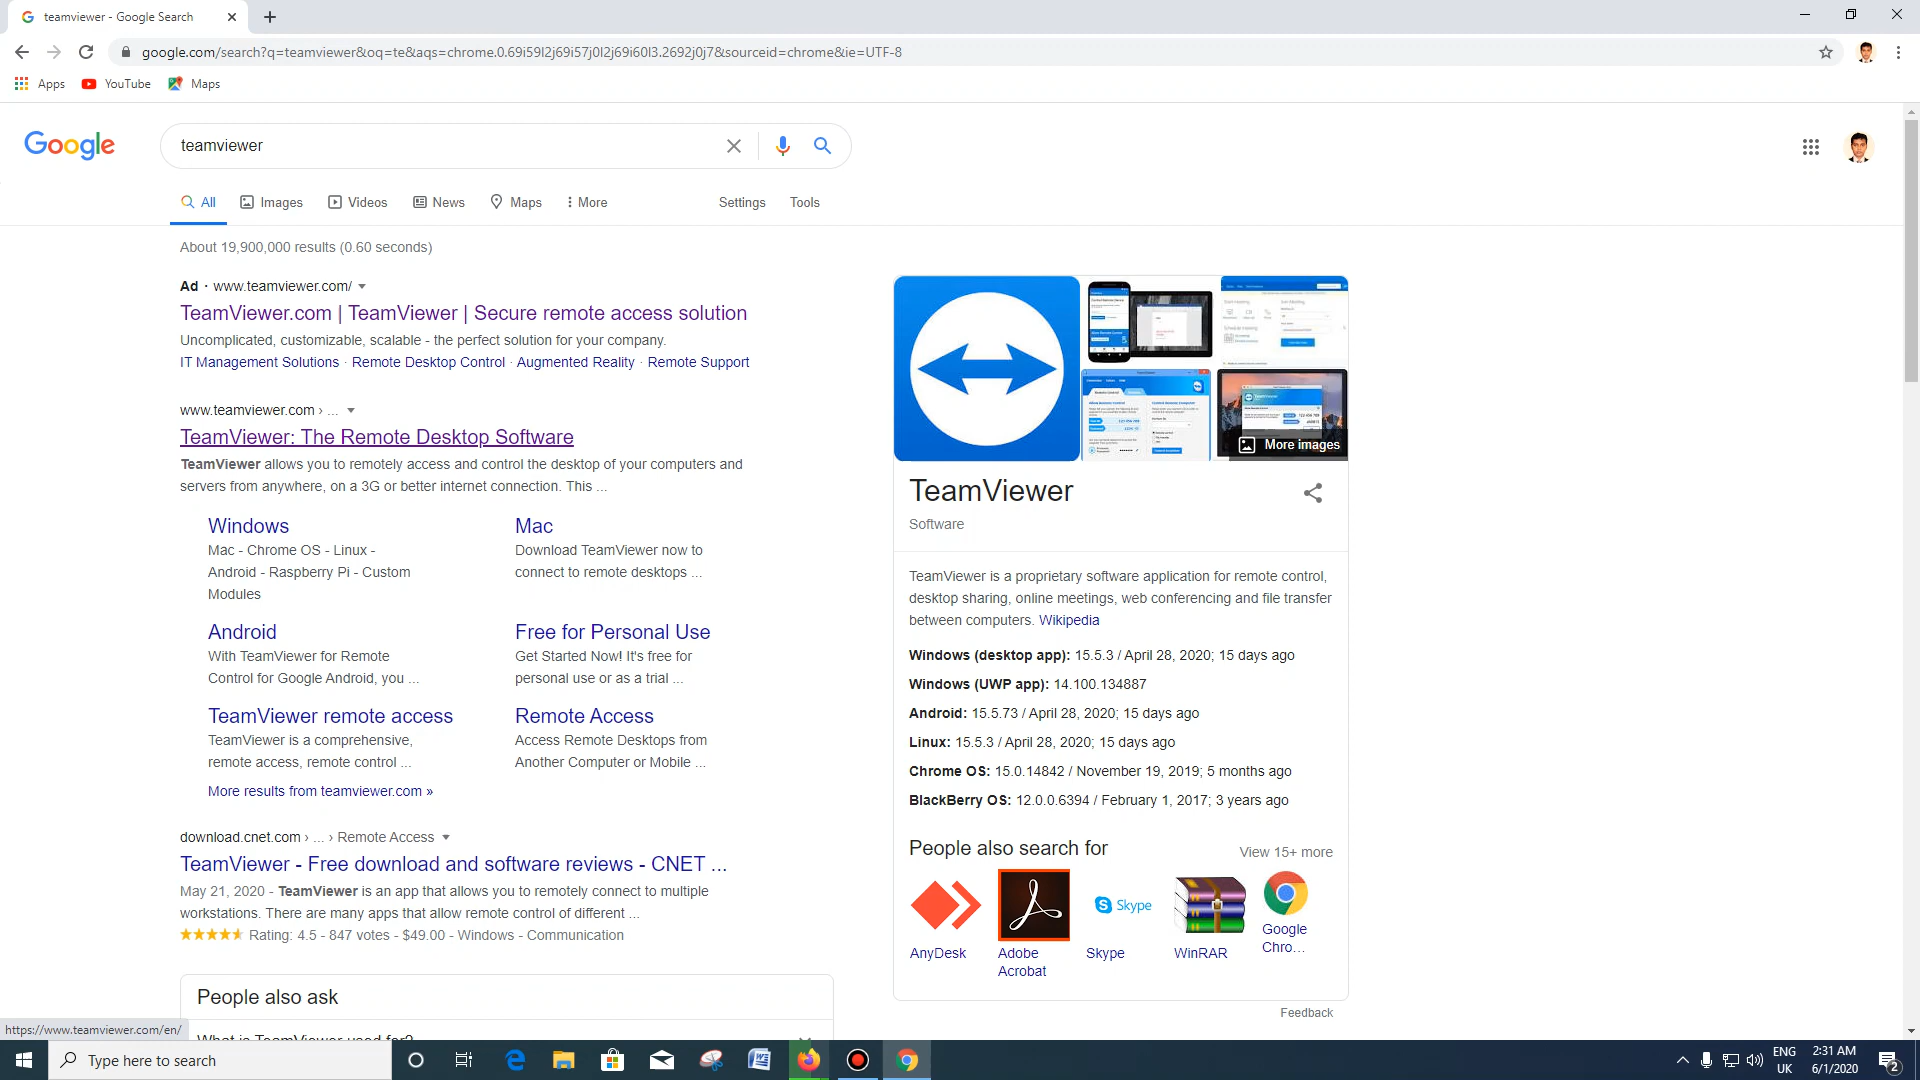 teamviewer - Google Search
google.com/search?q=teamviewer&oq=te&aqs=chrome.0.69i59l2j69i57j0l2j69i60l3.2692j0j7&sourceid=chrome&ie=UTF-8
Apps YouTube Maps
Google
teamviewer
All Images Videos News Maps More Settings Tools
About 19,900,000 results (0.60 seconds)
Ad · www.teamviewer.com/
TeamViewer.com | TeamViewer | Secure remote access solution
Uncomplicated, customizable, scalable - the perfect solution for your company.
IT Management Solutions · Remote Desktop Control · Augmented Reality · Remote Support
www.teamviewer.com › ...
TeamViewer: The Remote Desktop Software
TeamViewer allows you to remotely access and control the desktop of your computers and
servers from anywhere, on a 3G or better internet connection. This ...
Windows
Mac - Chrome OS - Linux -
Android - Raspberry Pi - Custom
Modules
Mac
Download TeamViewer now to
connect to remote desktops ...
Android
With TeamViewer for Remote
Control for Google Android, you ...
Free for Personal Use
Get Started Now! It's free for
personal use or as a trial ...
TeamViewer remote access
TeamViewer is a comprehensive,
remote access, remote control ...
Remote Access
Access Remote Desktops from
Another Computer or Mobile ...
More results from teamviewer.com »
download.cnet.com › ... › Remote Access
TeamViewer - Free download and software reviews - CNET ...
May 21, 2020 - TeamViewer is an app that allows you to remotely connect to multiple
workstations. There are many apps that allow remote control of different ...
Rating: 4.5 - 847 votes - $49.00 - Windows - Communication
People also ask
What is TeamViewer used for?
More images
TeamViewer
Software
TeamViewer is a proprietary software application for remote control,
desktop sharing, online meetings, web conferencing and file transfer
between computers. Wikipedia
Windows (desktop app): 15.5.3 / April 28, 2020; 15 days ago
Windows (UWP app): 14.100.134887
Android: 15.5.73 / April 28, 2020; 15 days ago
Linux: 15.5.3 / April 28, 2020; 15 days ago
Chrome OS: 15.0.14842 / November 19, 2019; 5 months ago
BlackBerry OS: 12.0.0.6394 / February 1, 2017; 3 years ago
People also search for
View 15+ more
Skype
AnyDesk
Adobe
Acrobat
Skype
WinRAR
Google
Chro...
Feedback
https://www.teamviewer.com/en/
Type here to search
ENG
UK
2:31 AM
6/1/2020
2